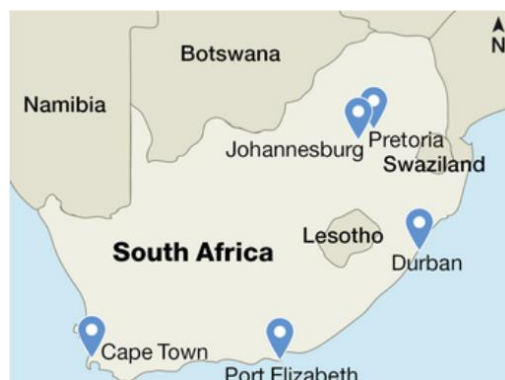 N
Botswana
Namibia
Pretoria
Johannesburg
Swaziland
Lesotho
South Africa
Durban
Cape Town
Port Elizabeth